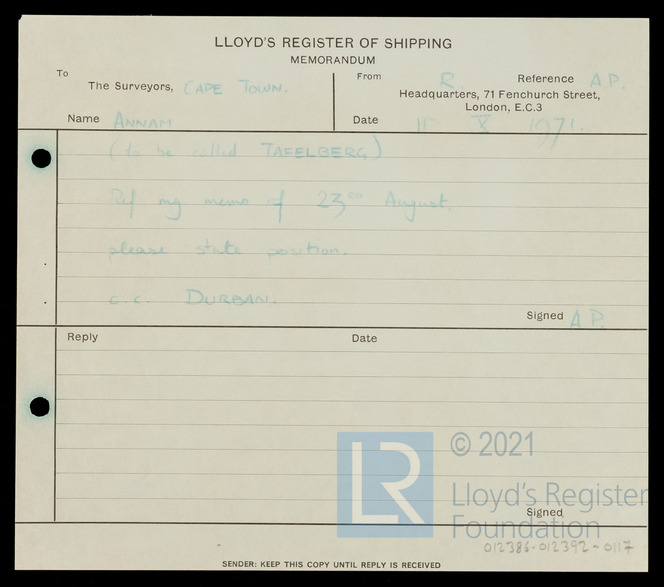 LLOYD'S REGISTER OF SHIPPING
MEMORANDUM
To The Surveyors, CAPE TOWN.
From R. Reference A.P.
Headquarters, 71 Fenchurch Street,
London, E.C.3
Name ANNAM
Date 11 X 1971.
(to be called TAFELBERG)
Ref my memo of 23rd August.
please state position.
c.c. DURBAN.
Signed A.P.
Reply Date
LR
© 2021
Lloyd's Register
Foundation
Signed
012386-012392-0117
SENDER: KEEP THIS COPY UNTIL REPLY IS RECEIVED